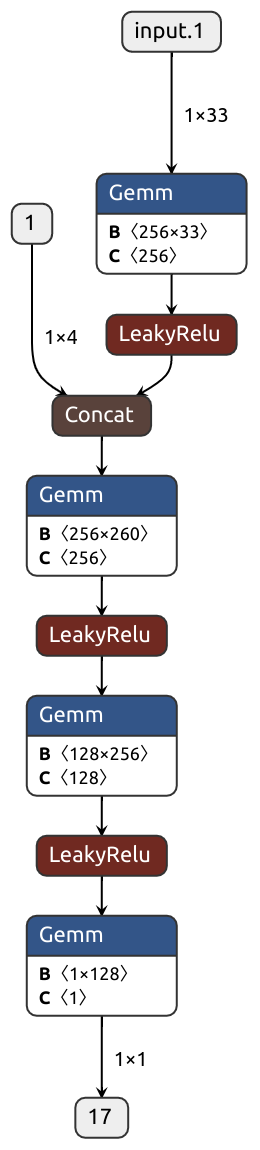 input.1
1×33
Gemm
B 〈256×33〉
C 〈256〉
1
LeakyRelu
1×4
Concat
Gemm
B 〈256×260〉
C 〈256〉
LeakyRelu
Gemm
B 〈128×256〉
C 〈128〉
LeakyRelu
Gemm
B 〈1×128〉
C 〈1〉
1×1
17